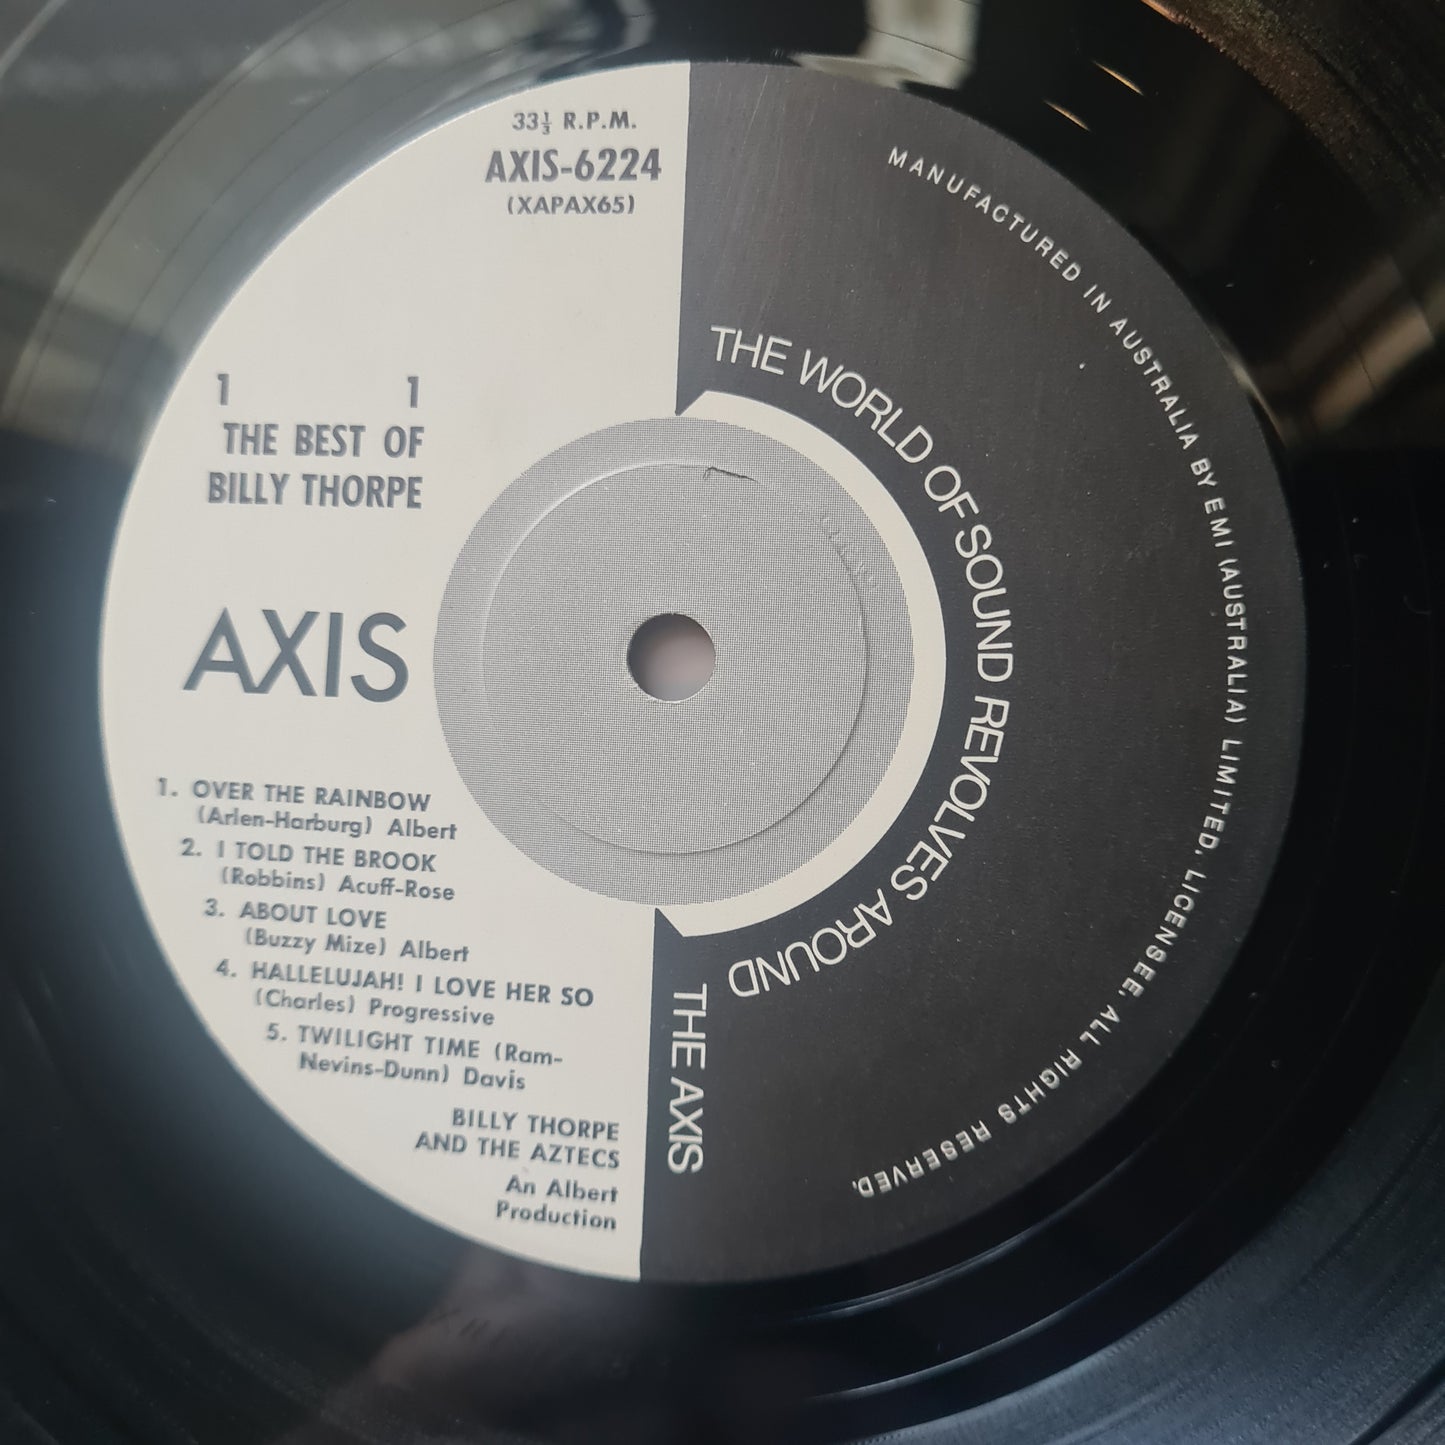 33⅓ R.P.M.
AXIS-6224
(XAPAX65)
1 1
THE BEST OF
BILLY THORPE
AXIS
1. OVER THE RAINBOW
(Arlen-Harburg) Albert
2. I TOLD THE BROOK
(Robbins) Acuff-Rose
3. ABOUT LOVE
(Buzzy Mize) Albert
4. HALLELUJAH! I LOVE HER SO
(Charles) Progressive
5. TWILIGHT TIME (Ram-
Nevins-Dunn) Davis
BILLY THORPE
AND THE AZTECS
An Albert
Production
THE WORLD OF SOUND REVOLVES AROUND
THE AXIS
MANUFACTURED IN AUSTRALIA BY EMI (AUSTRALIA) LIMITED, LICENSEE. ALL RIGHTS RESERVED.